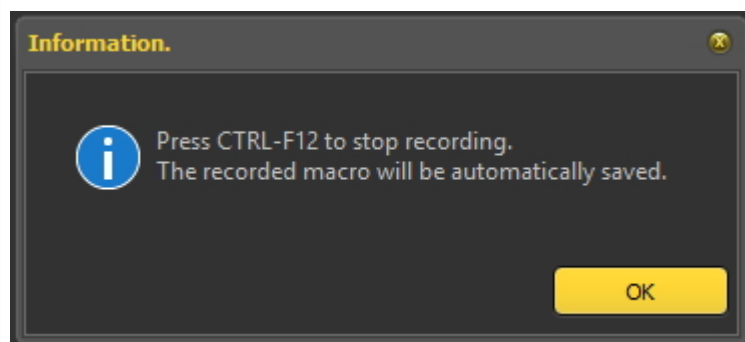 Information.
Press CTRL-F12 to stop recording.
The recorded macro will be automatically saved.
OK